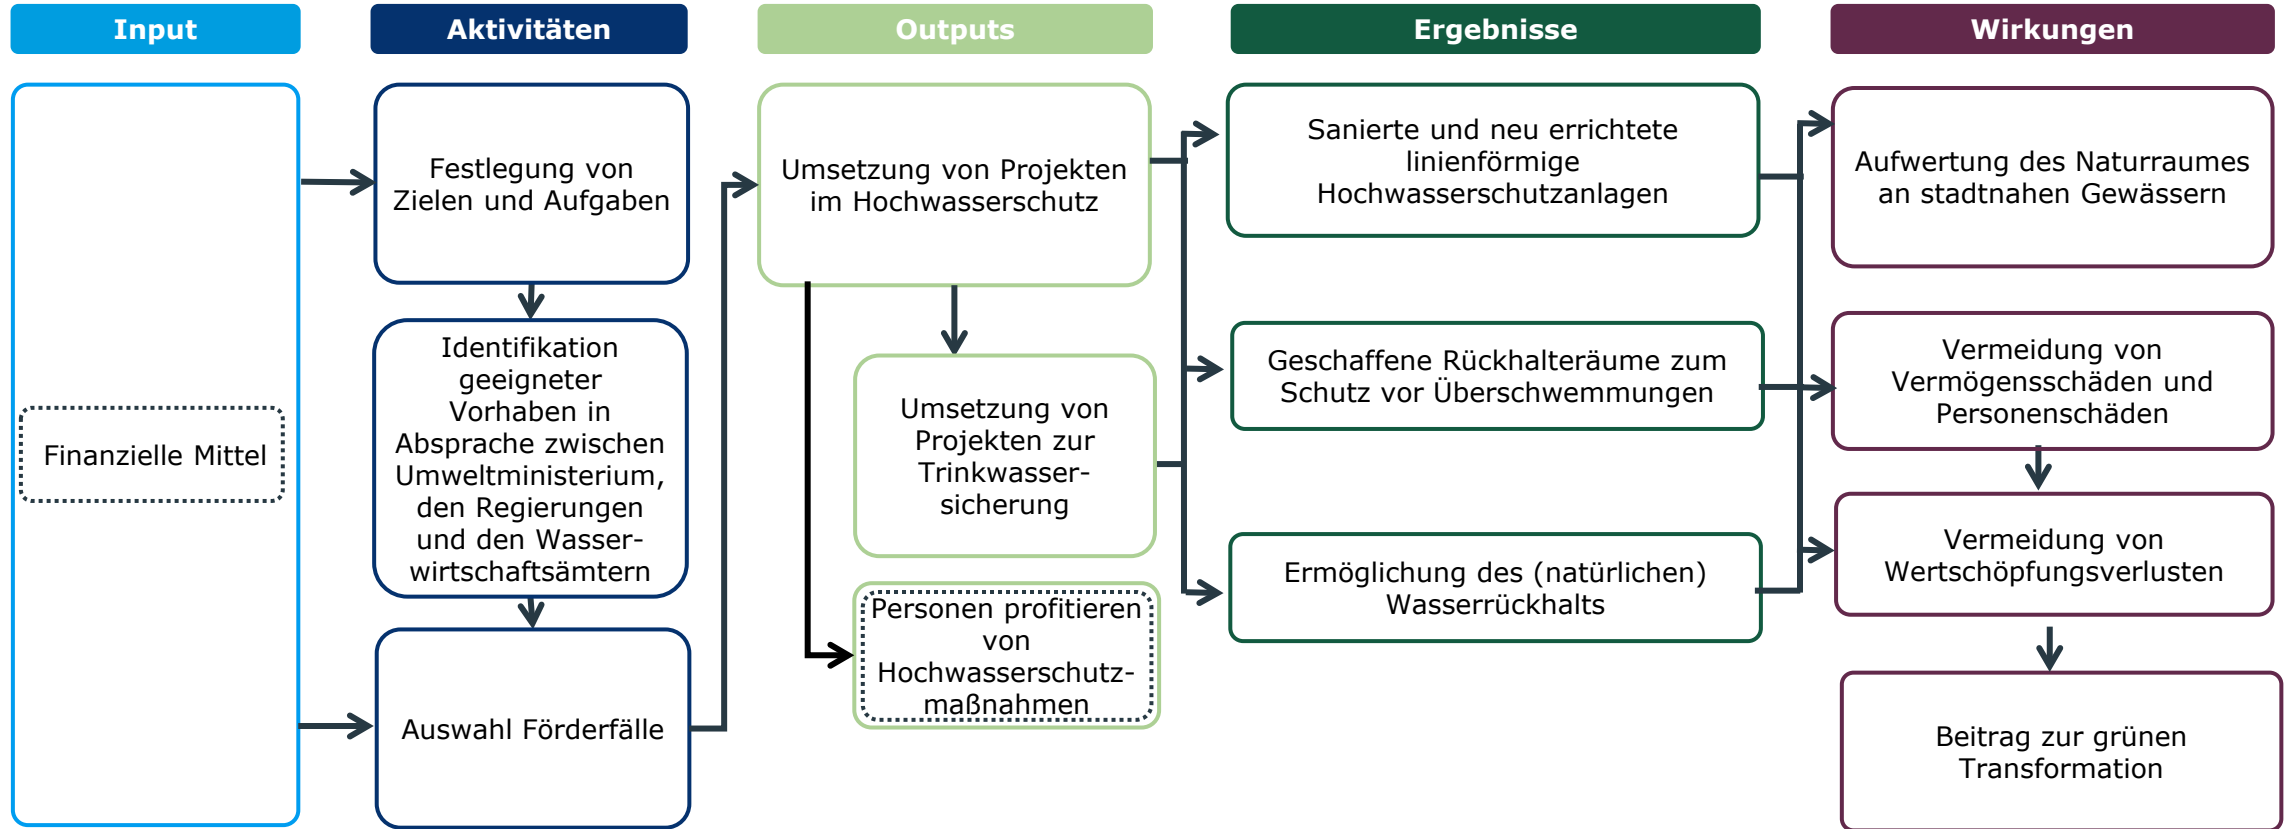 Input
Aktivitäten
Outputs
Ergebnisse
Wirkungen
Finanzielle Mittel
Festlegung von
Zielen und Aufgaben
Identifikation
geeigneter
Vorhaben in
Absprache zwischen
Umweltministerium,
den Regierungen
und den Wasser-
wirtschaftsämtern
Auswahl Förderfälle
Umsetzung von Projekten
im Hochwasserschutz
Umsetzung von
Projekten zur
Trinkwasser-
sicherung
Personen profitieren
von
Hochwasserschutz-
maßnahmen
Sanierte und neu errichtete
linienförmige
Hochwasserschutzanlagen
Geschaffene Rückhalteräume zum
Schutz vor Überschwemmungen
Ermöglichung des (natürlichen)
Wasserrückhalts
Aufwertung des Naturraumes
an stadtnahen Gewässern
Vermeidung von
Vermögensschäden und
Personenschäden
Vermeidung von
Wertschöpfungsverlusten
Beitrag zur grünen
Transformation